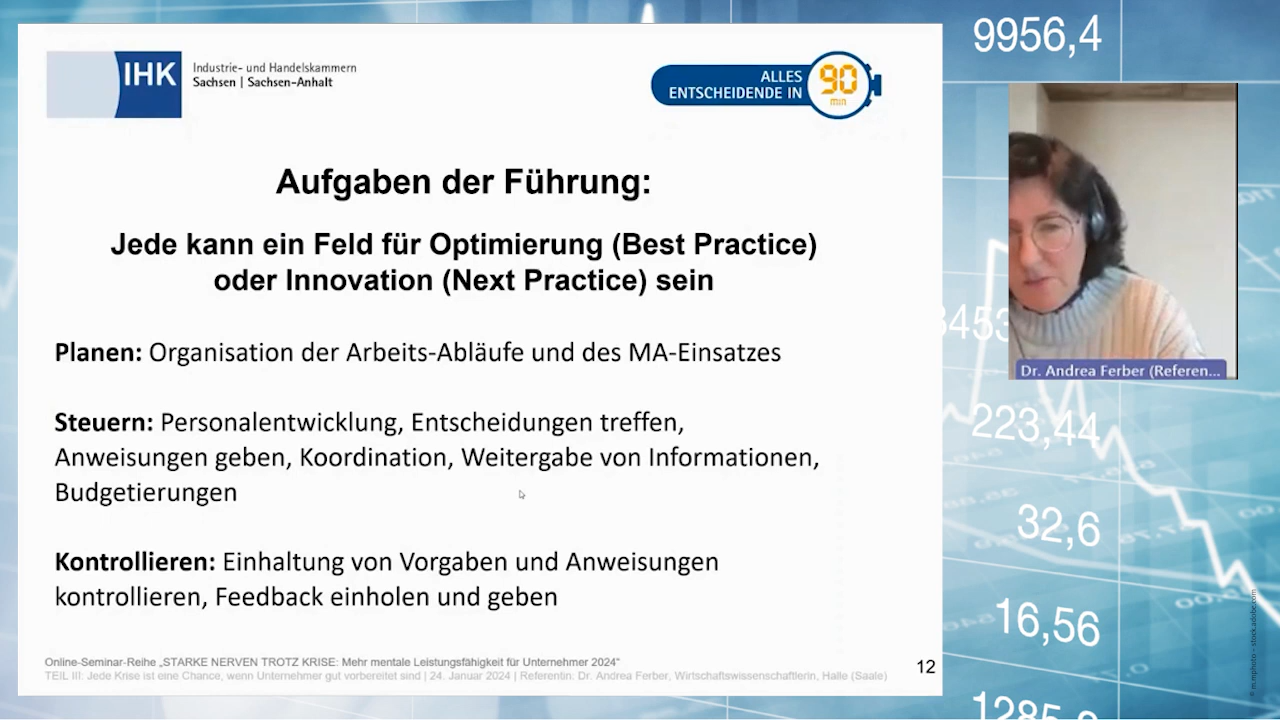 IHK
Industrie- und Handelskammern
Sachsen | Sachsen-Anhalt
ALLES
ENTSCHEIDENDE IN
90
min
Aufgaben der Führung:
Jede kann ein Feld für Optimierung (Best Practice)
oder Innovation (Next Practice) sein
Planen: Organisation der Arbeits-Abläufe und des MA-Einsatzes
Steuern: Personalentwicklung, Entscheidungen treffen,
Anweisungen geben, Koordination, Weitergabe von Informationen,
Budgetierungen
Kontrollieren: Einhaltung von Vorgaben und Anweisungen
kontrollieren, Feedback einholen und geben
Online-Seminar-Reihe „STARKE NERVEN TROTZ KRISE: Mehr mentale Leistungsfähigkeit für Unternehmer 2024“
TEIL III: Jede Krise ist eine Chance, wenn Unternehmer gut vorbereitet sind | 24. Januar 2024 | Referentin: Dr. Andrea Ferber, Wirtschaftswissenschaftlerin, Halle (Saale)
12
9956,4
Dr. Andrea Ferber (Referen...
223,44
32,6
16,56